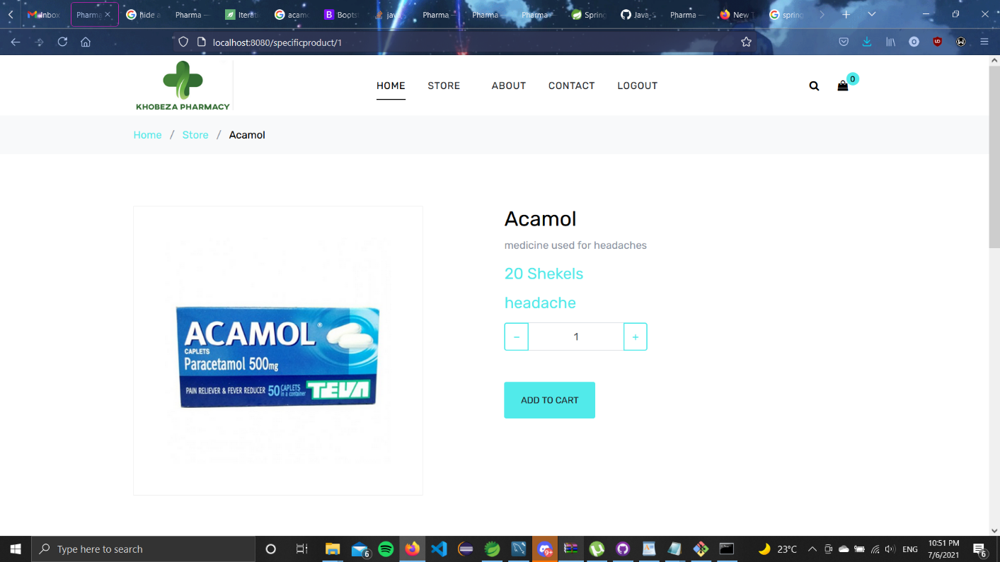 Inbox
Pharma
hide a
Pharma —
Iterati
acamo
Boots
java
Pharma —
Pharma —
Pharma —
Spring
Java-S
Pharma —
New T
spring
localhost:8080/specificproduct/1
KHOBEZA PHARMACY
HOME STORE ABOUT CONTACT LOGOUT
0
Home / Store / Acamol
Acamol
medicine used for headaches
20 Shekels
headache
− 1 +
ADD TO CART
ACAMOL®
CAPLETS
Paracetamol 500mg
PAIN RELIEVER & FEVER REDUCER 50 CAPLETS in a container TEVA
Type here to search
6
9+
23°C
ENG
10:51 PM
7/6/2021
6